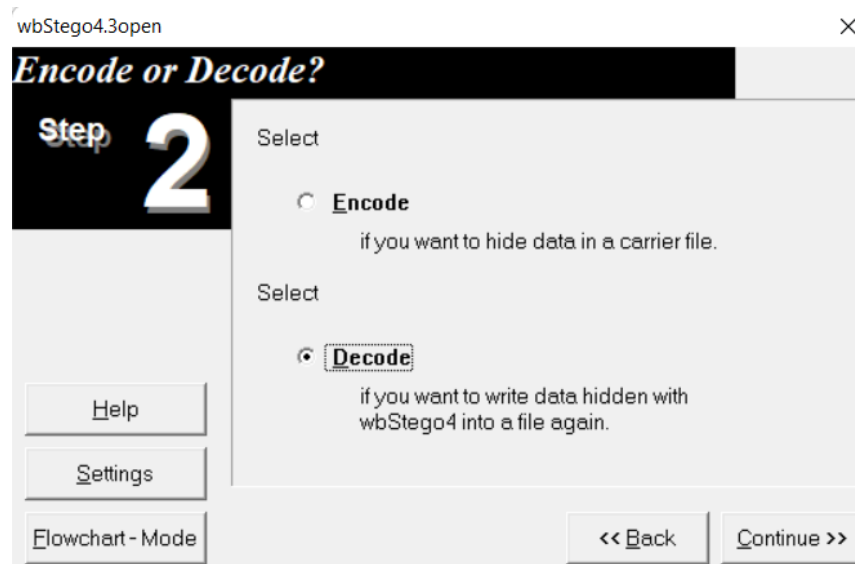 wbStego4.3open
Encode or Decode?
Step 2
Select
Encode
if you want to hide data in a carrier file.
Select
Decode
if you want to write data hidden with
wbStego4 into a file again.
Help
Settings
Flowchart - Mode
<< Back
Continue >>